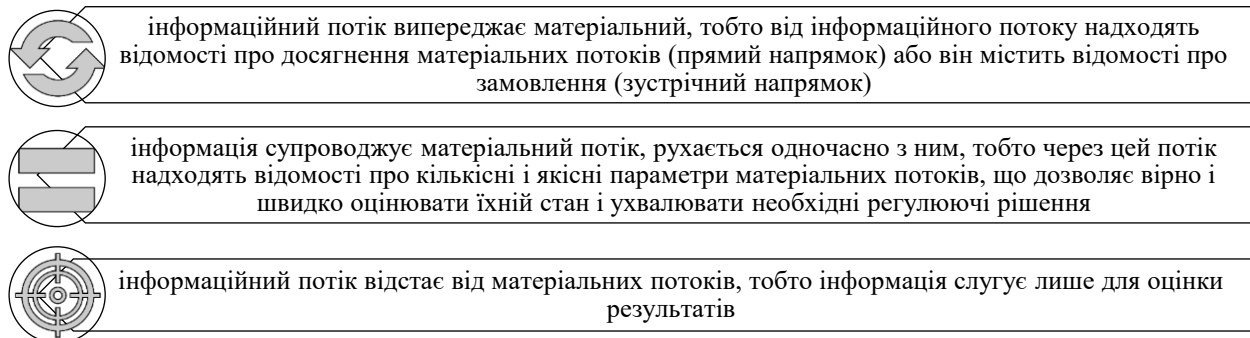 інформаційний потік випереджає матеріальний, тобто від інформаційного потоку надходять
відомості про досягнення матеріальних потоків (прямий напрямок) або він містить відомості про
замовлення (зустрічний напрямок)
інформація супроводжує матеріальний потік, рухається одночасно з ним, тобто через цей потік
надходять відомості про кількісні і якісні параметри матеріальних потоків, що дозволяє вірно і
швидко оцінювати їхній стан і ухвалювати необхідні регулюючі рішення
інформаційний потік відстає від матеріальних потоків, тобто інформація слугує лише для оцінки
результатів